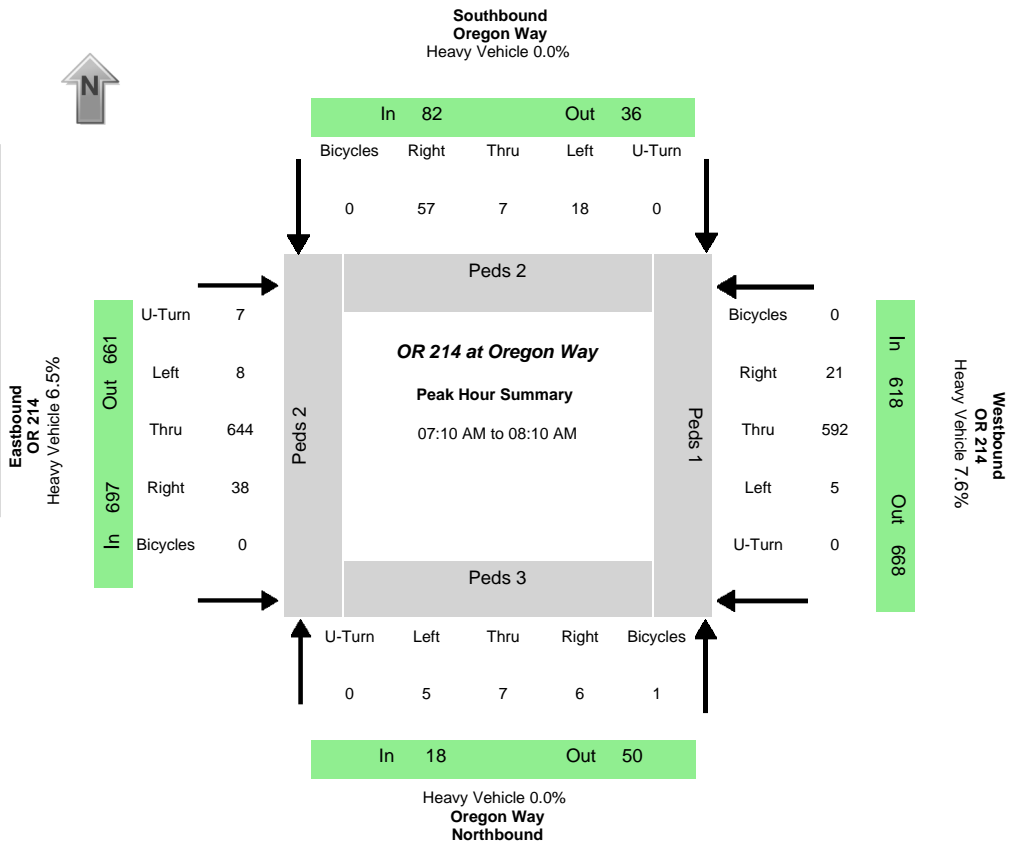 Southbound
Oregon Way
Heavy Vehicle 0.0%
N
In 82 Out 36
Bicycles Right Thru Left U-Turn
0 57 7 18 0
Peds 2
Eastbound
OR 214
Heavy Vehicle 6.5%
Out 661
In 697
U-Turn 7
Left 8
Thru 644
Right 38
Bicycles 0
Peds 2
OR 214 at Oregon Way
Peak Hour Summary
07:10 AM to 08:10 AM
Peds 1
Bicycles 0
Right 21
Thru 592
Left 5
U-Turn 0
In 618
Out 668
Westbound
OR 214
Heavy Vehicle 7.6%
Peds 3
U-Turn Left Thru Right Bicycles
0 5 7 6 1
In 18 Out 50
Heavy Vehicle 0.0%
Oregon Way
Northbound